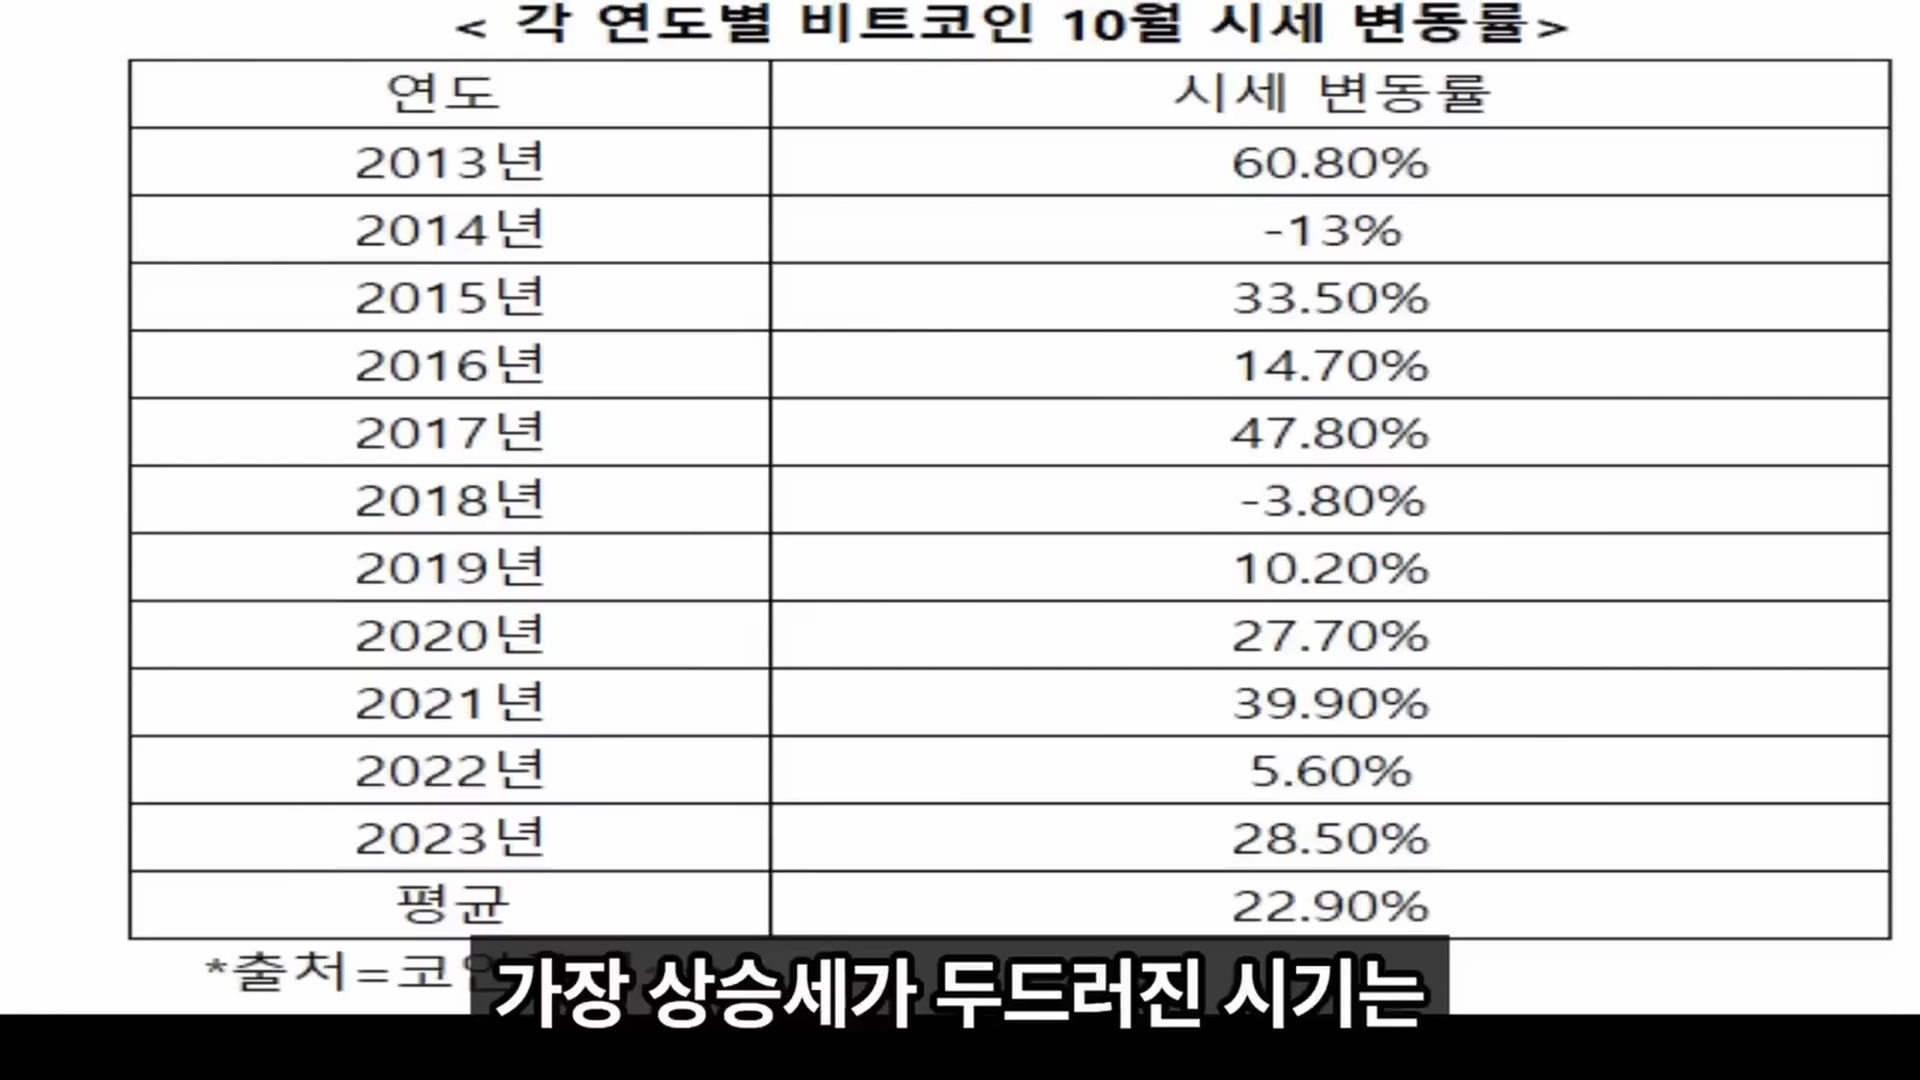 < 각 연도별 비트코인 10월 시세 변동률>
연도 시세 변동률
2013년 60.80%
2014년 -13%
2015년 33.50%
2016년 14.70%
2017년 47.80%
2018년 -3.80%
2019년 10.20%
2020년 27.70%
2021년 39.90%
2022년 5.60%
2023년 28.50%
평균 22.90%
*출처=
가장 상승세가 두드러진 시기는